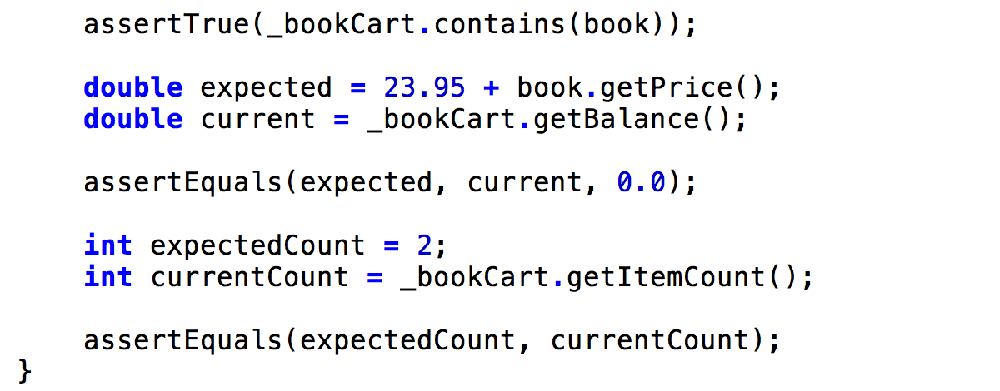 assertTrue(_bookCart.contains(book));
double expected = 23.95 + book.getPrice();
double current = _bookCart.getBalance();
assertEquals(expected, current, 0.0);
int expectedCount = 2;
int currentCount = _bookCart.getItemCount();
assertEquals(expectedCount, currentCount);
}